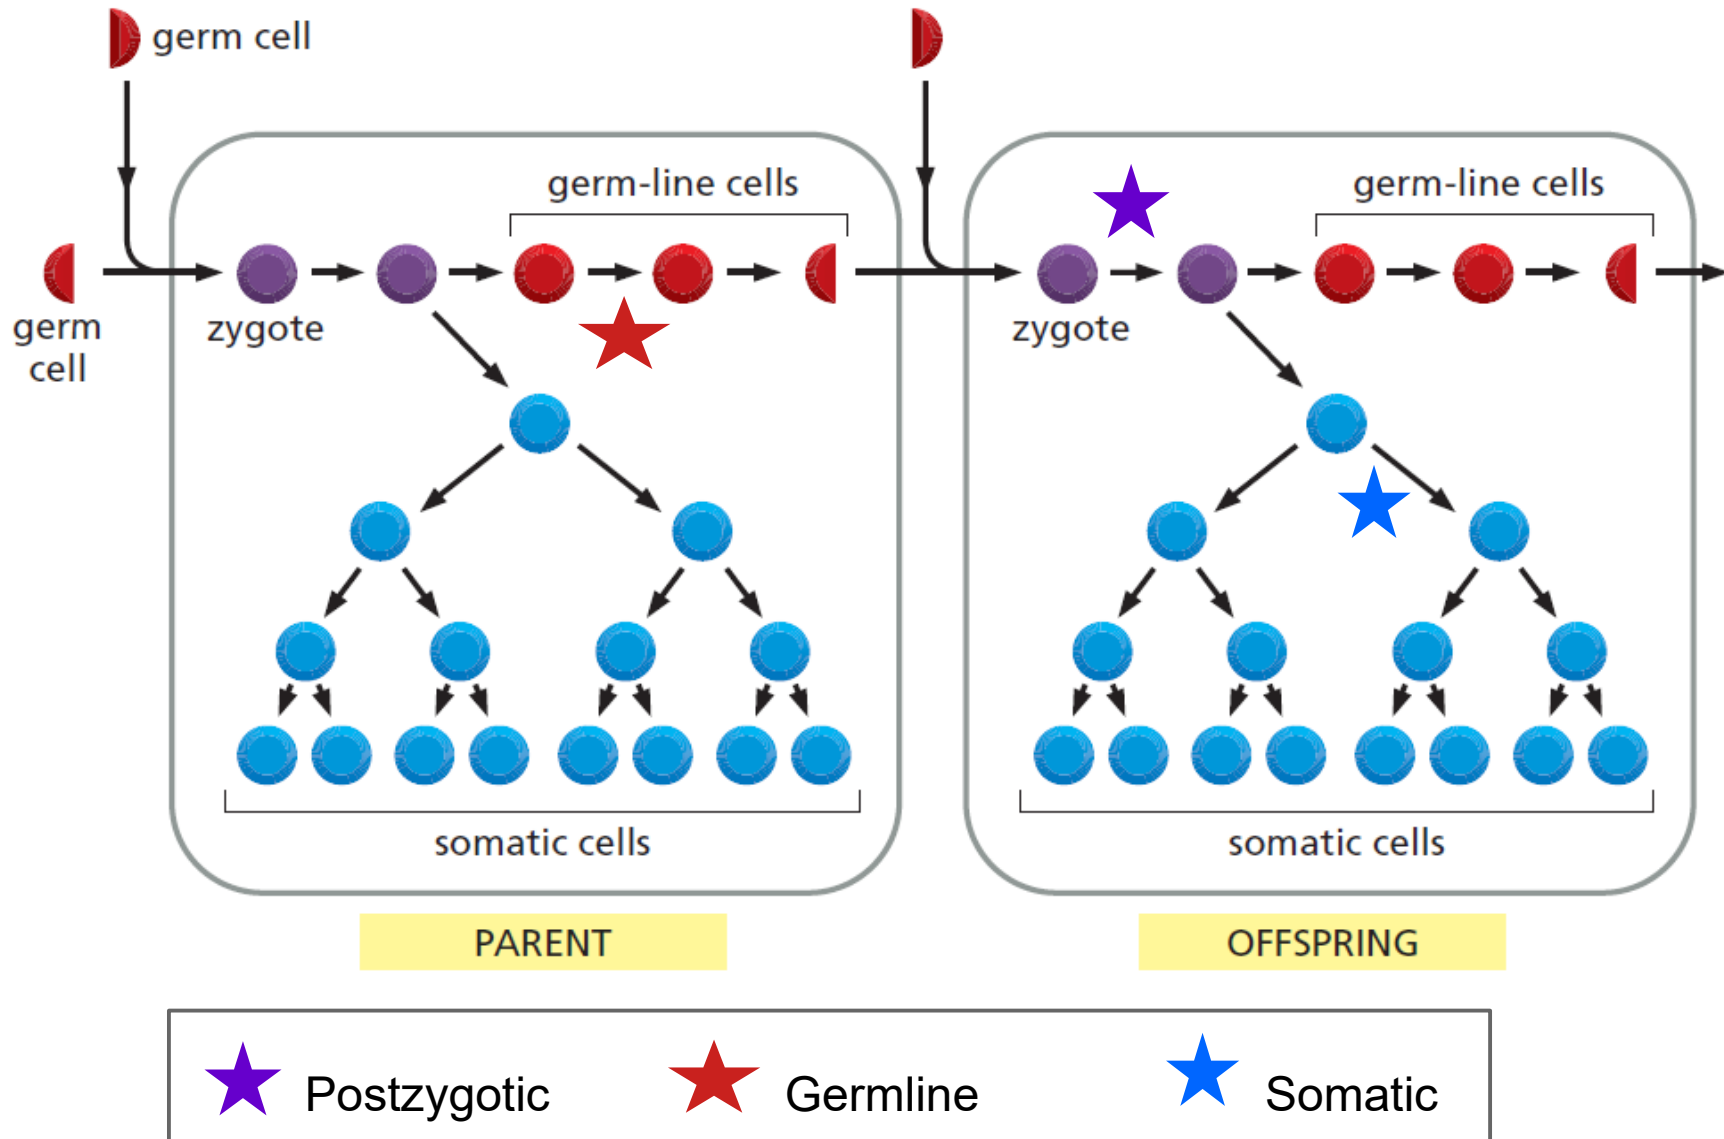 germ cell
germ-line cells
germ-line cells
germ
cell
zygote
zygote
somatic cells
somatic cells
PARENT
OFFSPRING
Postzygotic
Germline
Somatic